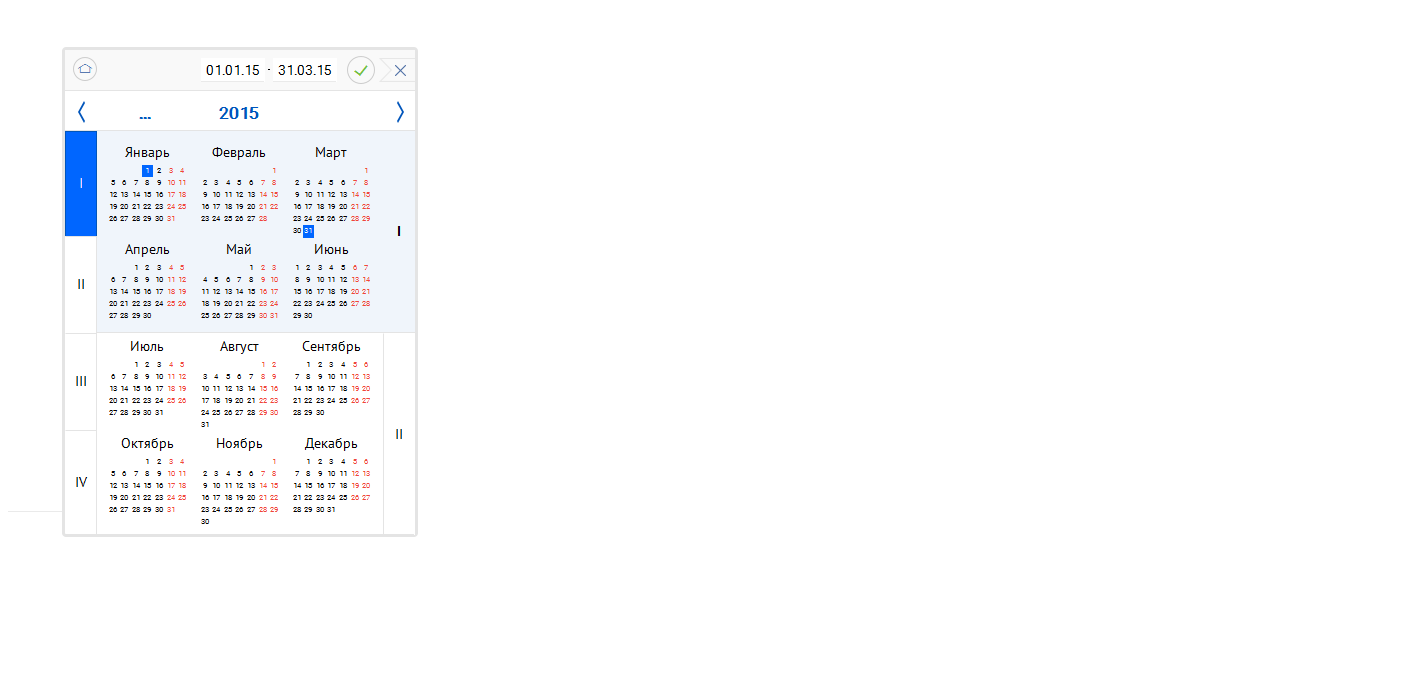 01.01.15 - 31.03.15
... 2015
Январь Февраль Март
1 2 3 4 1 1
5 6 7 8 9 10 11 2 3 4 5 6 7 8 2 3 4 5 6 7 8
I
12 13 14 15 16 17 18 9 10 11 12 13 14 15 9 10 11 12 13 14 15
19 20 21 22 23 24 25 16 17 18 19 20 21 22 16 17 18 19 20 21 22
26 27 28 29 30 31 23 24 25 26 27 28 23 24 25 26 27 28 29
30 31
I
Апрель Май Июнь
1 2 3 4 5 1 2 3 1 2 3 4 5 6 7
6 7 8 9 10 11 12 4 5 6 7 8 9 10 8 9 10 11 12 13 14
II
13 14 15 16 17 18 19 11 12 13 14 15 16 17 15 16 17 18 19 20 21
20 21 22 23 24 25 26 18 19 20 21 22 23 24 22 23 24 25 26 27 28
27 28 29 30 25 26 27 28 29 30 31 29 30
Июль Август Сентябрь
1 2 3 4 5 1 2 1 2 3 4 5 6
6 7 8 9 10 11 12 3 4 5 6 7 8 9 7 8 9 10 11 12 13
III
13 14 15 16 17 18 19 10 11 12 13 14 15 16 14 15 16 17 18 19 20
20 21 22 23 24 25 26 17 18 19 20 21 22 23 21 22 23 24 25 26 27
27 28 29 30 31 24 25 26 27 28 29 30 28 29 30
31
II
Октябрь Ноябрь Декабрь
1 2 3 4 1 1 2 3 4 5 6
5 6 7 8 9 10 11 2 3 4 5 6 7 8 7 8 9 10 11 12 13
IV
12 13 14 15 16 17 18 9 10 11 12 13 14 15 14 15 16 17 18 19 20
19 20 21 22 23 24 25 16 17 18 19 20 21 22 21 22 23 24 25 26 27
26 27 28 29 30 31 23 24 25 26 27 28 29 28 29 30 31
30